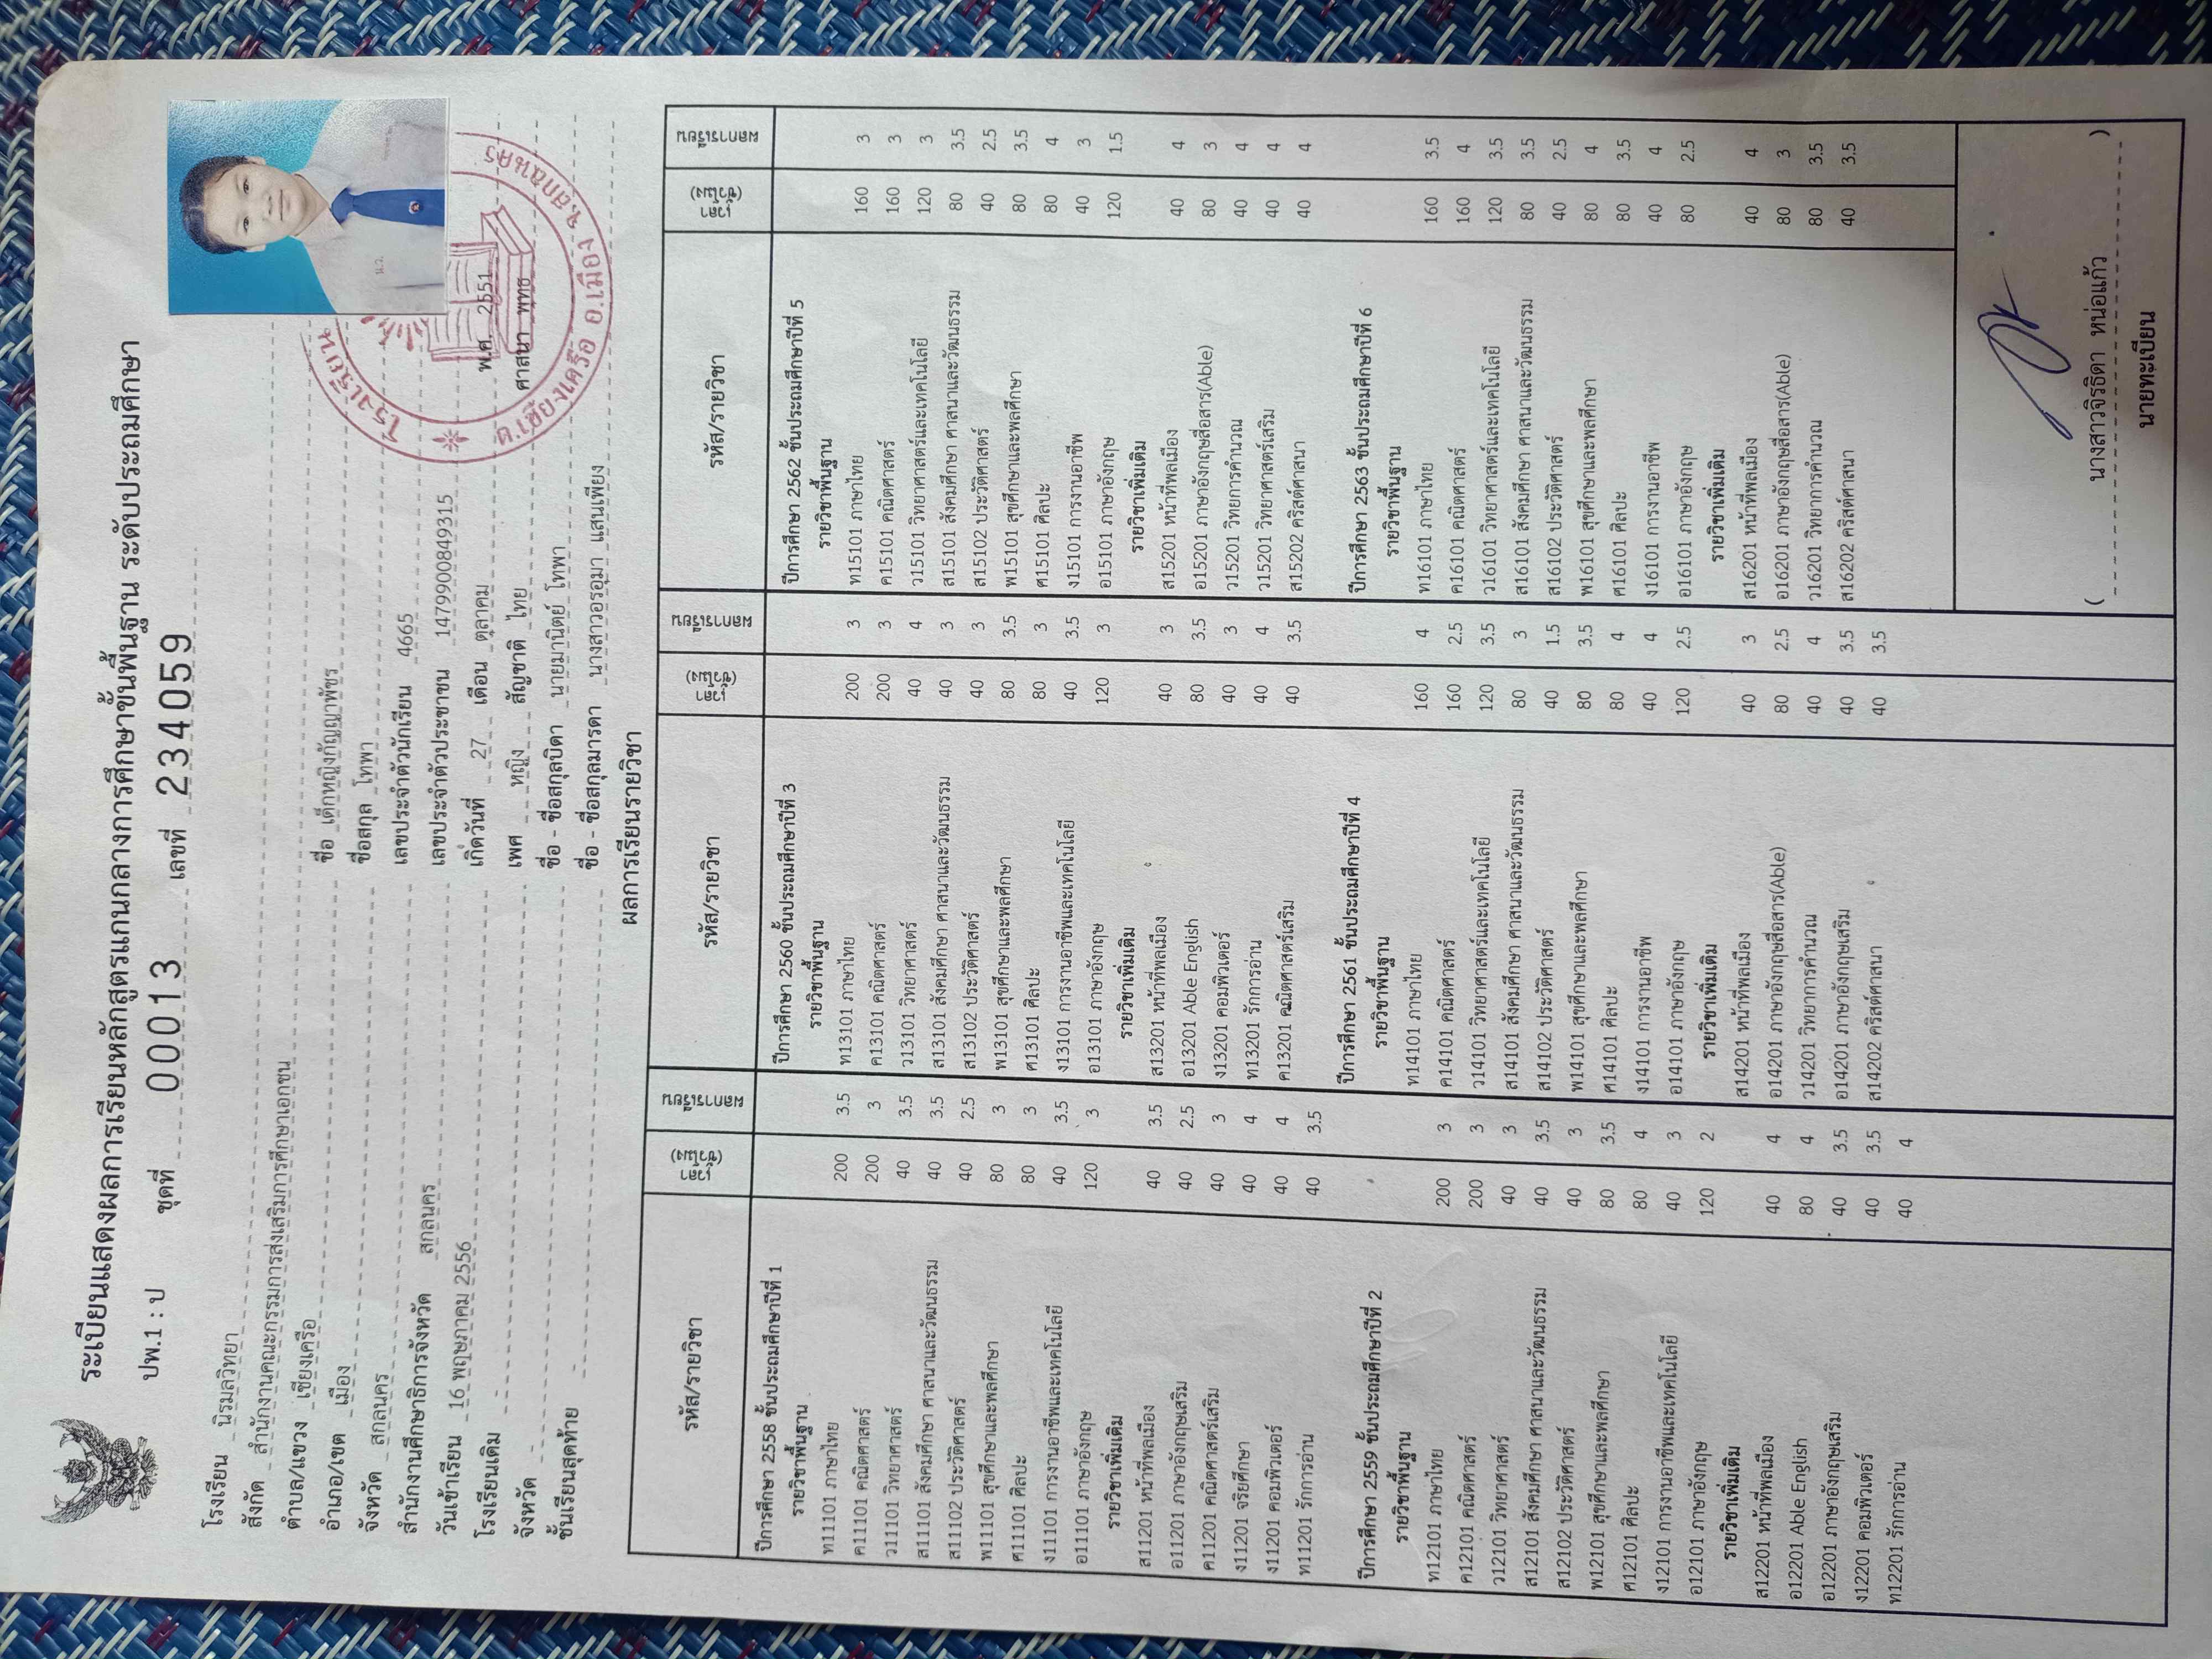 ระเบียนแสดงผลการเรียนหลักสูตรแกนกลางการศึกษาขั้นพื้นฐาน ระดับประถมศึกษา
ปพ.1 : ป ชุดที่ 00013 เลขที่ 234059
โรงเรียน นิรมลวิทยา
สังกัด สำนักงานคณะกรรมการส่งเสริมการศึกษาเอกชน
ตำบล/แขวง เชียงเครือ
อำเภอ/เขต เมือง
จังหวัด สกลนคร
สำนักงานศึกษาธิการจังหวัด สกลนคร
วันเข้าเรียน 16 พฤษภาคม 2556
โรงเรียนเดิม -
จังหวัด -
ชั้นเรียนสุดท้าย -
ชื่อ เด็กหญิงกัญญาพัชร
ชื่อสกุล โทพา
เลขประจำตัวนักเรียน 4665
เลขประจำตัวประชาชน 1479900849315
เกิดวันที่ 27 เดือน ตุลาคม พ.ศ. 2551
เพศ หญิง สัญชาติ ไทย ศาสนา พุทธ
ชื่อ - ชื่อสกุลบิดา นายมานิตย์ โทพา
ชื่อ - ชื่อสกุลมารดา นางสาวอรอุมา แสนเพียง
น.ว.
โรงเรียน
ต.เชียงเครือ อ.เมือง จ.สกลนคร
ผลการเรียนรายวิชา
รหัส/รายวิชา เวลา (ชั่วโมง) ผลการเรียน
ปีการศึกษา 2558 ชั้นประถมศึกษาปีที่ 1
รายวิชาพื้นฐาน
ท11101 ภาษาไทย 200 3.5
ค11101 คณิตศาสตร์ 200 3
ว11101 วิทยาศาสตร์ 40 3.5
ส11101 สังคมศึกษา ศาสนาและวัฒนธรรม 40 3.5
ส11102 ประวัติศาสตร์ 40 2.5
พ11101 สุขศึกษาและพลศึกษา 80 3
ศ11101 ศิลปะ 80 3
ง11101 การงานอาชีพและเทคโนโลยี 40 3.5
อ11101 ภาษาอังกฤษ 120 3
รายวิชาเพิ่มเติม
ส11201 หน้าที่พลเมือง 40 3.5
อ11201 ภาษาอังกฤษเสริม 40 2.5
ค11201 คณิตศาสตร์เสริม 40 3
ง11201 จริยศึกษา 40 4
ง11201 คอมพิวเตอร์ 40 4
ท11201 รักการอ่าน 40 3.5
ปีการศึกษา 2559 ชั้นประถมศึกษาปีที่ 2
รายวิชาพื้นฐาน
ท12101 ภาษาไทย 200 3
ค12101 คณิตศาสตร์ 200 3
ว12101 วิทยาศาสตร์ 40 3
ส12101 สังคมศึกษา ศาสนาและวัฒนธรรม 40 3.5
ส12102 ประวัติศาสตร์ 40 3
พ12101 สุขศึกษาและพลศึกษา 80 3.5
ศ12101 ศิลปะ 80 4
ง12101 การงานอาชีพและเทคโนโลยี 40 3
อ12101 ภาษาอังกฤษ 120 2
รายวิชาเพิ่มเติม
ส12201 หน้าที่พลเมือง 40 4
อ12201 Able English 80 4
อ12201 ภาษาอังกฤษเสริม 40 3.5
ง12201 คอมพิวเตอร์ 40 3.5
ท12201 รักการอ่าน 40 4
รหัส/รายวิชา เวลา (ชั่วโมง) ผลการเรียน
ปีการศึกษา 2560 ชั้นประถมศึกษาปีที่ 3
รายวิชาพื้นฐาน
ท13101 ภาษาไทย 200 3
ค13101 คณิตศาสตร์ 200 3
ว13101 วิทยาศาสตร์ 40 4
ส13101 สังคมศึกษา ศาสนาและวัฒนธรรม 40 3
ส13102 ประวัติศาสตร์ 40 3
พ13101 สุขศึกษาและพลศึกษา 80 3.5
ศ13101 ศิลปะ 80 3
ง13101 การงานอาชีพและเทคโนโลยี 40 3.5
อ13101 ภาษาอังกฤษ 120 3
รายวิชาเพิ่มเติม
ส13201 หน้าที่พลเมือง 40 3
อ13201 Able English 80 3.5
ง13201 คอมพิวเตอร์ 40 3
ท13201 รักการอ่าน 40 4
ค13201 คณิตศาสตร์เสริม 40 3.5
ปีการศึกษา 2561 ชั้นประถมศึกษาปีที่ 4
รายวิชาพื้นฐาน
ท14101 ภาษาไทย 160 4
ค14101 คณิตศาสตร์ 160 2.5
ว14101 วิทยาศาสตร์และเทคโนโลยี 120 3.5
ส14101 สังคมศึกษา ศาสนาและวัฒนธรรม 80 3
ส14102 ประวัติศาสตร์ 40 1.5
พ14101 สุขศึกษาและพลศึกษา 80 3.5
ศ14101 ศิลปะ 80 4
ง14101 การงานอาชีพ 40 4
อ14101 ภาษาอังกฤษ 120 2.5
รายวิชาเพิ่มเติม
ส14201 หน้าที่พลเมือง 40 3
อ14201 ภาษาอังกฤษสื่อสาร(Able) 80 2.5
ว14201 วิทยาการคำนวณ 40 4
อ14201 ภาษาอังกฤษเสริม 40 3.5
ส14202 คริสต์ศาสนา 40 3.5
รหัส/รายวิชา เวลา (ชั่วโมง) ผลการเรียน
ปีการศึกษา 2562 ชั้นประถมศึกษาปีที่ 5
รายวิชาพื้นฐาน
ท15101 ภาษาไทย 160 3
ค15101 คณิตศาสตร์ 160 3
ว15101 วิทยาศาสตร์และเทคโนโลยี 120 3
ส15101 สังคมศึกษา ศาสนาและวัฒนธรรม 80 3.5
ส15102 ประวัติศาสตร์ 40 2.5
พ15101 สุขศึกษาและพลศึกษา 80 3.5
ศ15101 ศิลปะ 80 4
ง15101 การงานอาชีพ 40 3
อ15101 ภาษาอังกฤษ 120 1.5
รายวิชาเพิ่มเติม
ส15201 หน้าที่พลเมือง 40 4
อ15201 ภาษาอังกฤษสื่อสาร(Able) 80 3
ว15201 วิทยการคำนวณ 40 4
ว15201 วิทยาศาสตร์เสริม 40 4
ส15202 คริสต์ศาสนา 40 4
ปีการศึกษา 2563 ชั้นประถมศึกษาปีที่ 6
รายวิชาพื้นฐาน
ท16101 ภาษาไทย 160 3.5
ค16101 คณิตศาสตร์ 160 4
ว16101 วิทยาศาสตร์และเทคโนโลยี 120 3.5
ส16101 สังคมศึกษา ศาสนาและวัฒนธรรม 80 3.5
ส16102 ประวัติศาสตร์ 40 2.5
พ16101 สุขศึกษาและพลศึกษา 80 4
ศ16101 ศิลปะ 80 3.5
ง16101 การงานอาชีพ 40 4
อ16101 ภาษาอังกฤษ 80 2.5
รายวิชาเพิ่มเติม
ส16201 หน้าที่พลเมือง 40 4
อ16201 ภาษาอังกฤษสื่อสาร(Able) 80 3
ว16201 วิทยาการคำนวณ 80 3.5
ส16202 คริสต์ศาสนา 40 3.5
( นางสาวจิรธิดา หน่อแก้ว )
นายทะเบียน